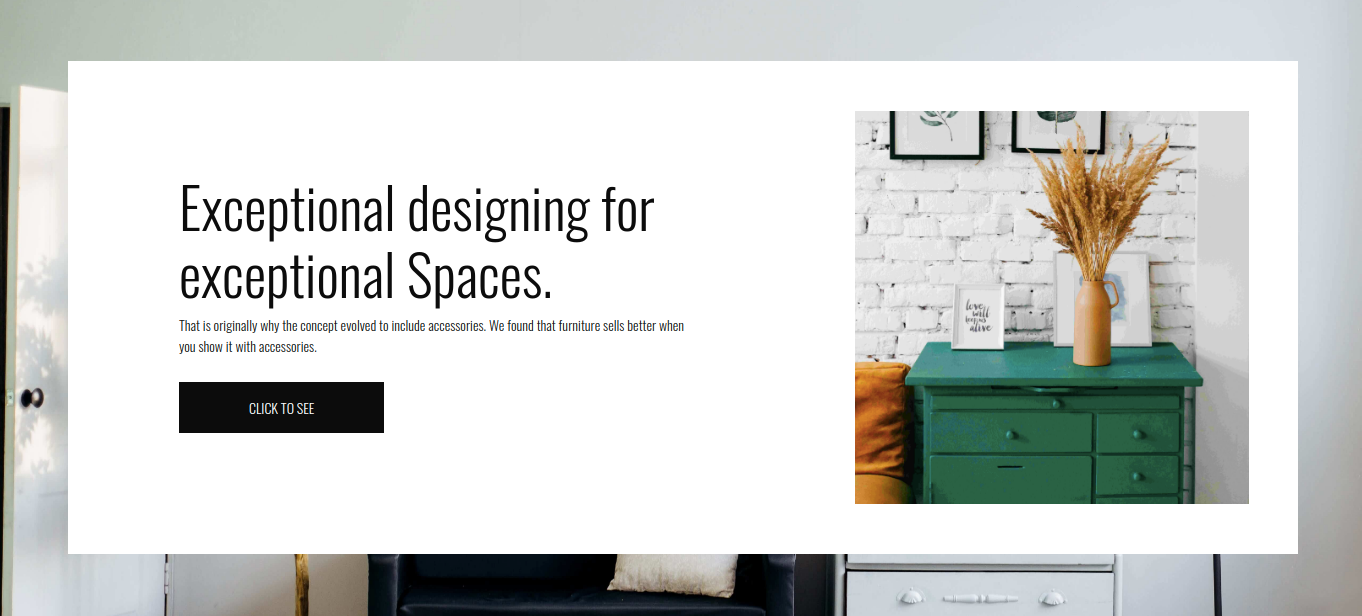 Exceptional designing for
exceptional Spaces.
That is originally why the concept evolved to include accessories. We found that furniture sells better when
you show it with accessories.
CLICK TO SEE
love
will
keep us
alive